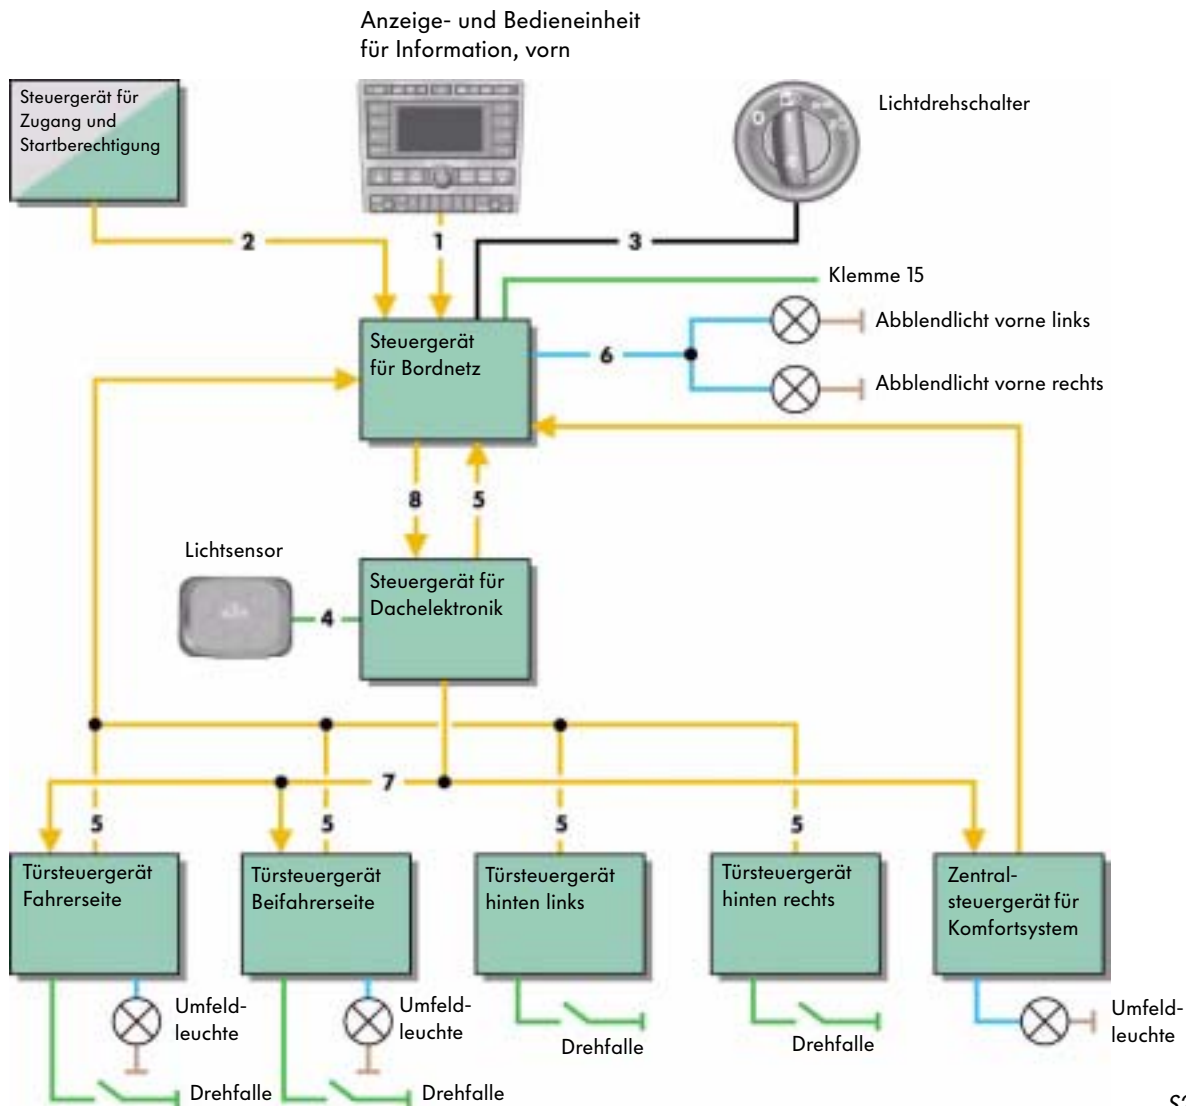 Anzeige- und Bedieneinheit
für Information, vorn
Steuergerät für
Zugang und
Startberechtigung
Lichtdrehschalter
2
1
3
Klemme 15
Steuergerät
für Bordnetz
6
Abblendlicht vorne links
Abblendlicht vorne rechts
8
5
Lichtsensor
Steuergerät für
Dachelektronik
4
7
5
5
5
5
Türsteuergerät
Fahrerseite
Türsteuergerät
Beifahrerseite
Türsteuergerät
hinten links
Türsteuergerät
hinten rechts
Zentral-
steuergerät für
Komfortsystem
Umfeld-
leuchte
Umfeld-
leuchte
Drehfalle
Drehfalle
Umfeld-
leuchte
Drehfalle
Drehfalle